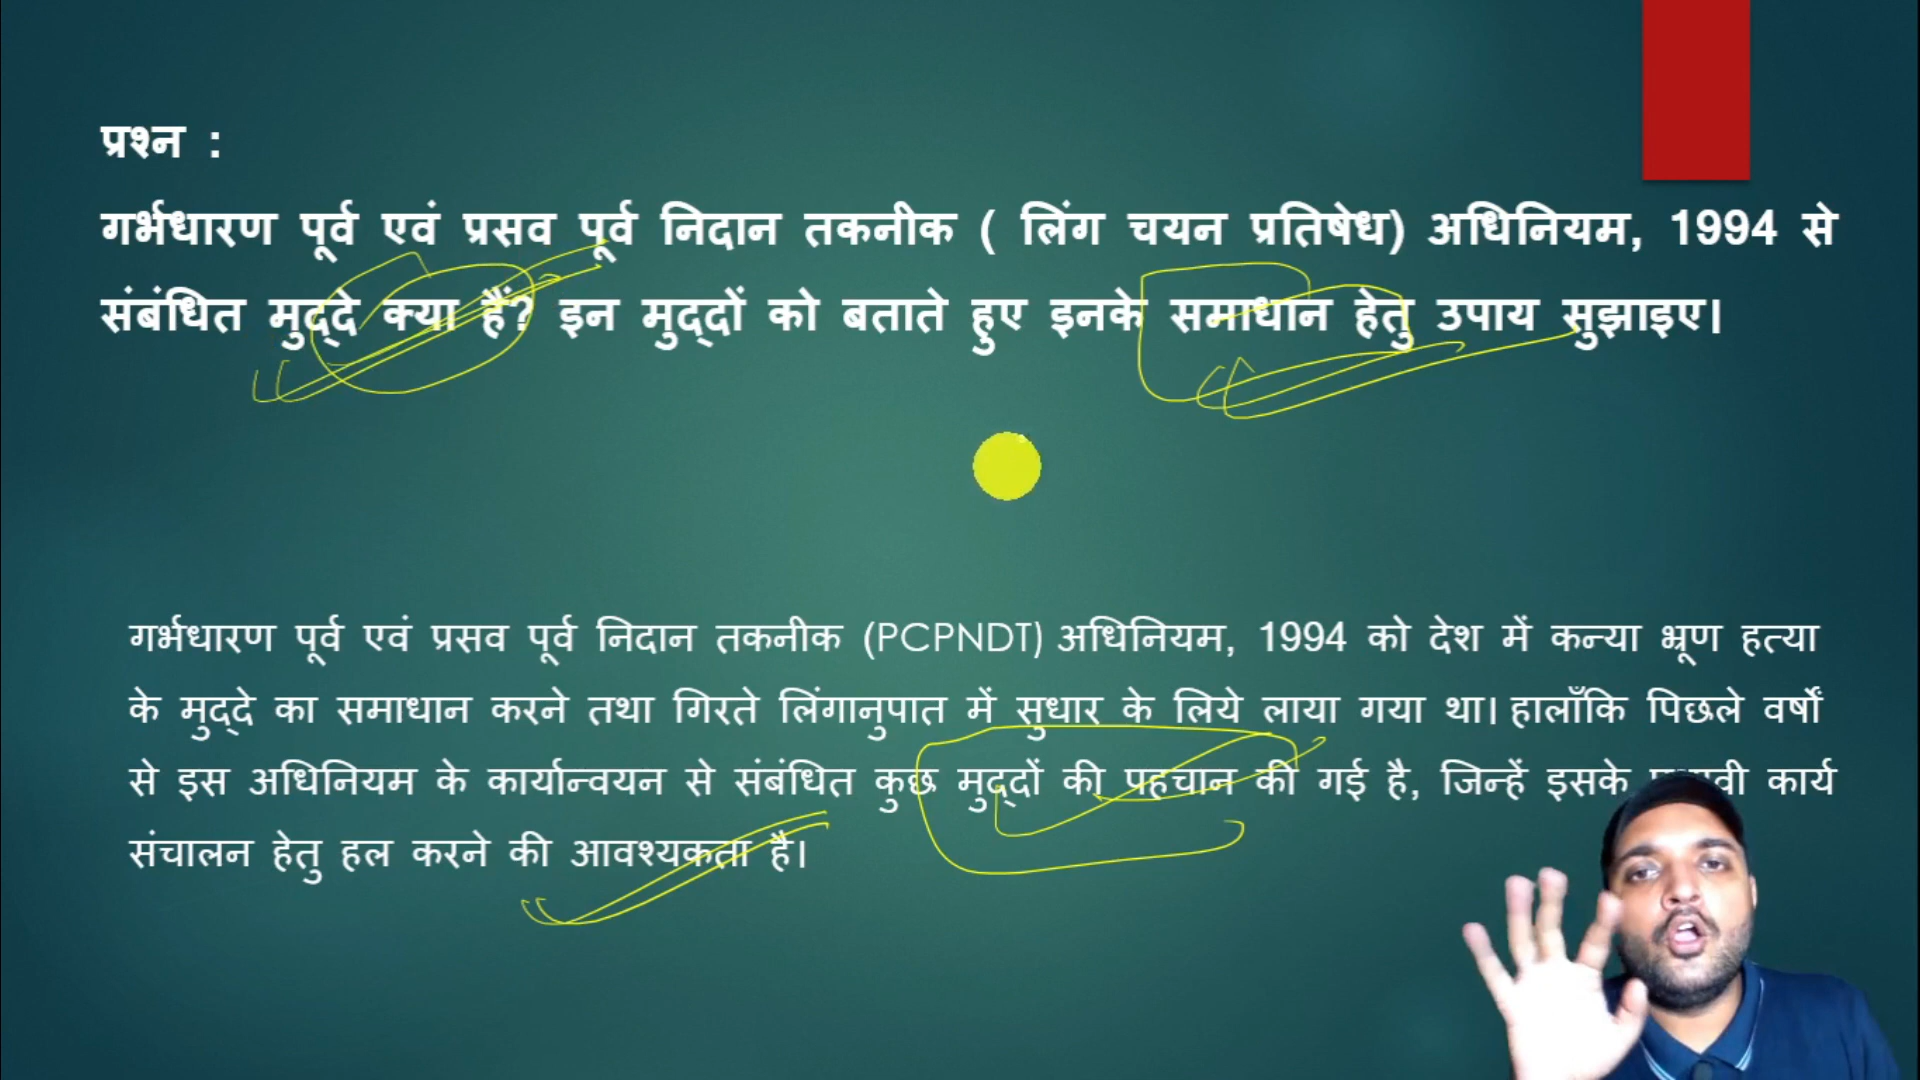 प्रश्न :
गर्भधारण पूर्व एवं प्रसव पूर्व निदान तकनीक ( लिंग चयन प्रतिषेध) अधिनियम, 1994 से
संबंधित मुद्दे क्या हैं? इन मुद्दों को बताते हुए इनके समाधान हेतु उपाय सुझाइए।
गर्भधारण पूर्व एवं प्रसव पूर्व निदान तकनीक (PCPNDT) अधिनियम, 1994 को देश में कन्या भ्रूण हत्या
के मुद्दे का समाधान करने तथा गिरते लिंगानुपात में सुधार के लिये लाया गया था। हालाँकि पिछले वर्षों
से इस अधिनियम के कार्यान्वयन से संबंधित कुछ मुद्दों की पहचान की गई है, जिन्हें इसके कार्य
संचालन हेतु हल करने की आवश्यकता है।